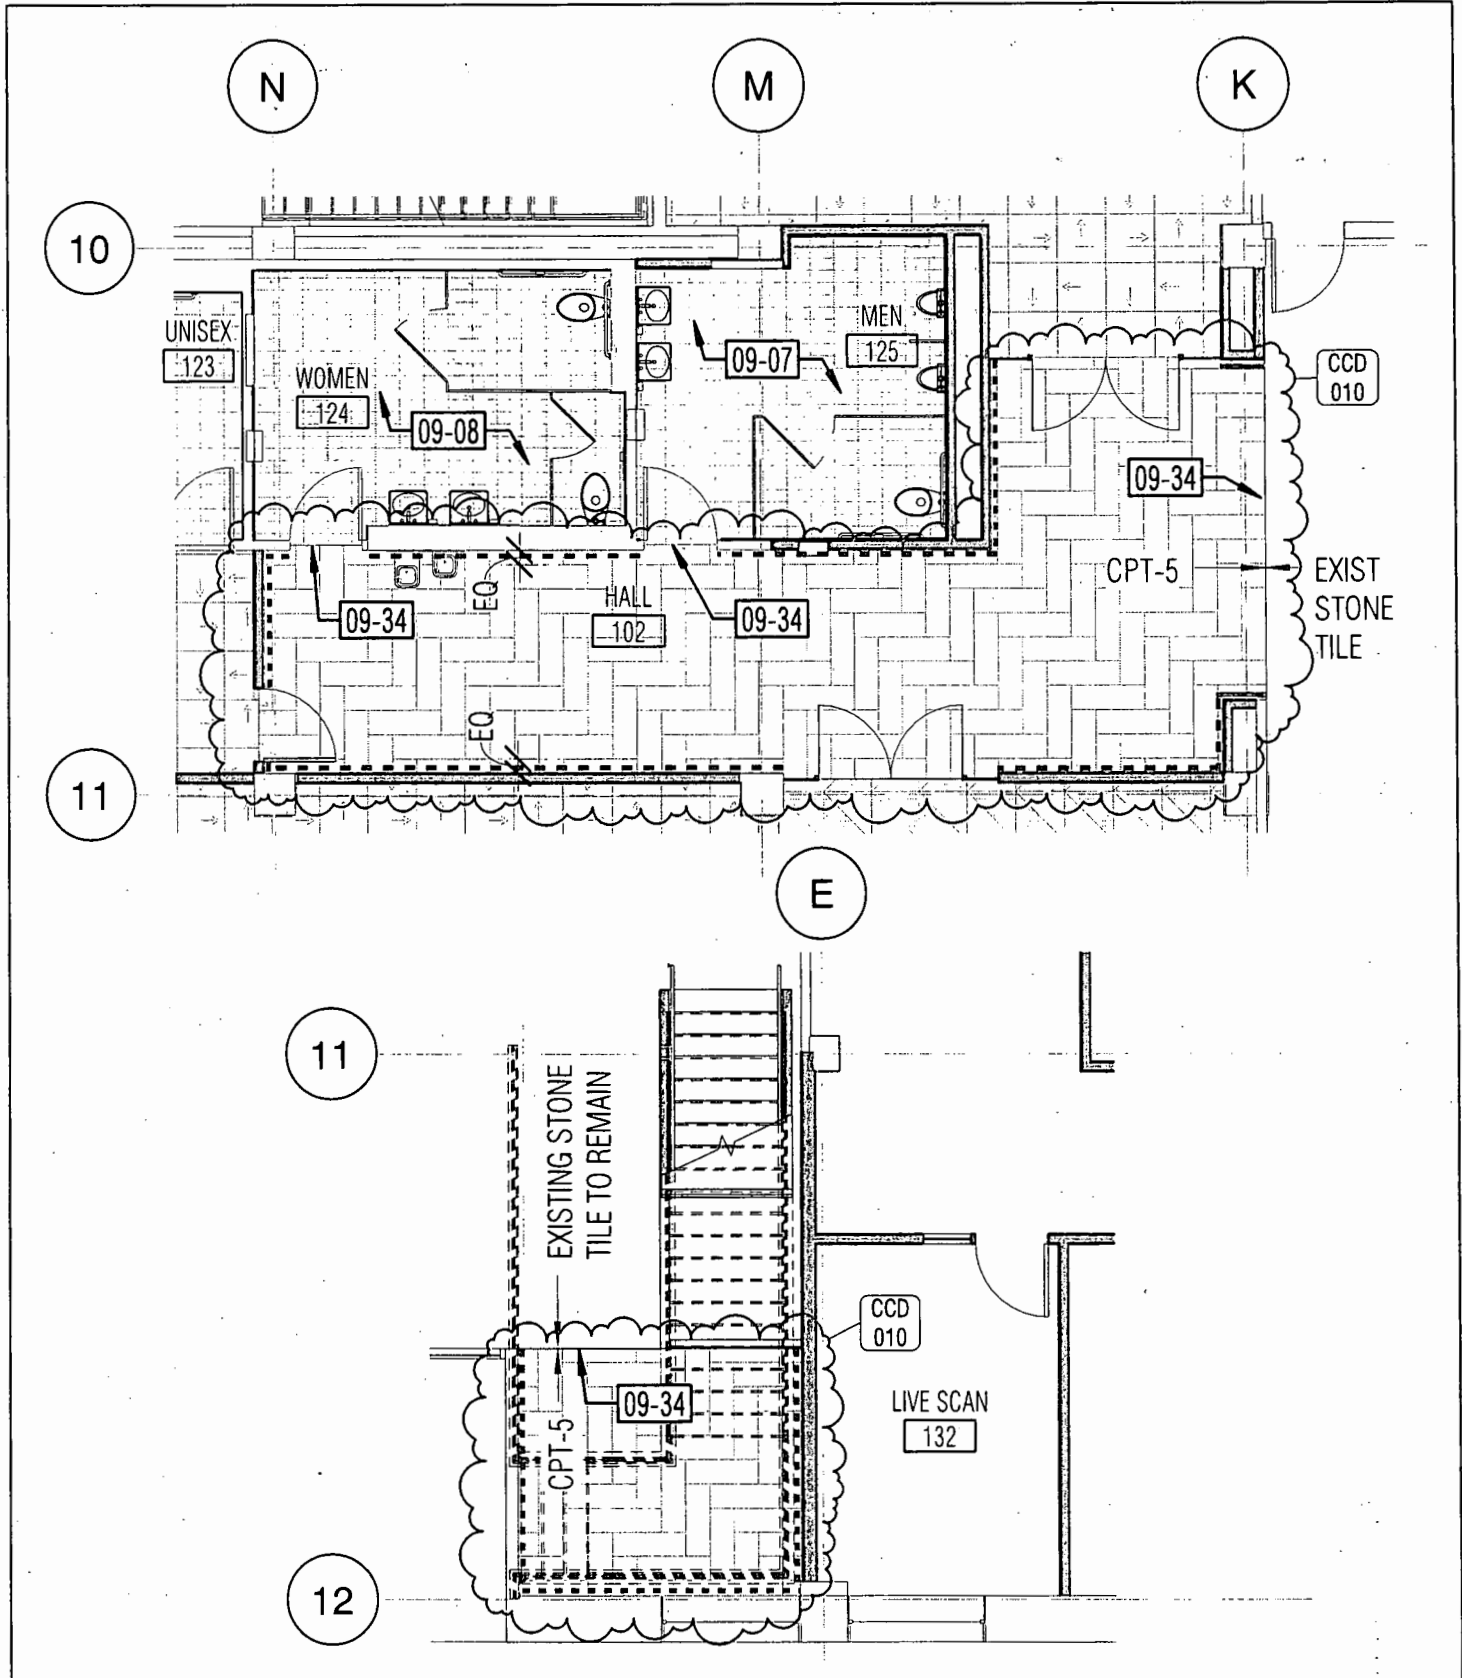 N
M
K
10
UNISEX
123
WOMEN
124
09-08
09-07
MEN
125
CCD
010
09-34
09-34
EQ
HALL
102
09-34
CPT-5
EXIST
STONE
TILE
EQ
11
E
11
EXISTING STONE
TILE TO REMAIN
CCD
010
09-34
CPT-5
LIVE SCAN
132
12